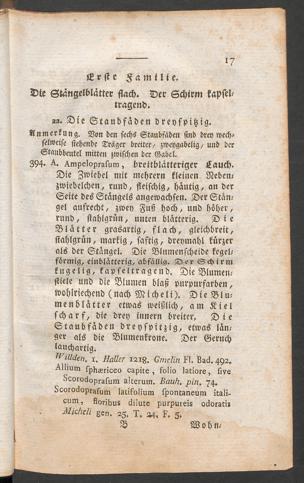 17
Erste Familie.
Die Stängelblätter flach. Der Schirm kapsel-
tragend.
aa. Die Staubfäden dreyspitzig.
Anmerkung. Von den sechs Staubfäden sind drey wech-
selweise stehende Träger breiter, zweygabelig, und der
Staubbeutel mitten zwischen der Gabel.
394. A. Ampeloprasum, breitblätteriger Lauch.
Die Zwiebel mit mehrern kleinen Neben-
zwiebelchen, rund, fleischig, häutig, an der
Seite des Stängels angewachsen. Der Stän-
gel aufrecht, zwey Fuß hoch, und höher,
rund, stahlgrün, unten blätterig. Die
Blätter grasartig, flach, gleichbreit,
stahlgrün, markig, saftig, dreymahl kürzer
als der Stängel. Die Blumenscheide kegel-
förmig, einblätterig, abfällig. Der Schirm
kugelig, kapseltragend. Die Blumen-
stiele und die Blumen blaß purpurfarben,
wohlriechend (nach Micheli). Die Blu-
menblätter etwas weißlich, am Kiel
scharf, die drey innern breiter. Die
Staubfäden dreyspitzig, etwas län-
ger als die Blumenkrone. Der Geruch
lauchartig.
Willden. 1. Haller 1218. Gmelin Fl. Bad. 492.
Allium sphæriceo capite, folio latiore, sive
Scorodoprasum alterum. Bauh. pin. 74.
Scorodoprasum latifolium spontaneum itali-
cum, floribus dilute purpureis odoratis
Micheli gen. 25. T. 24. F. 5.
B Wohn-